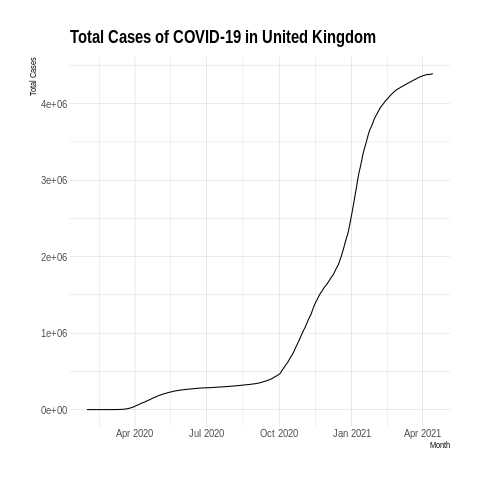 Total Cases of COVID-19 in United Kingdom
Total Cases
4e+06
3e+06
2e+06
1e+06
0e+00
Apr 2020 Jul 2020 Oct 2020 Jan 2021 Apr 2021
Month